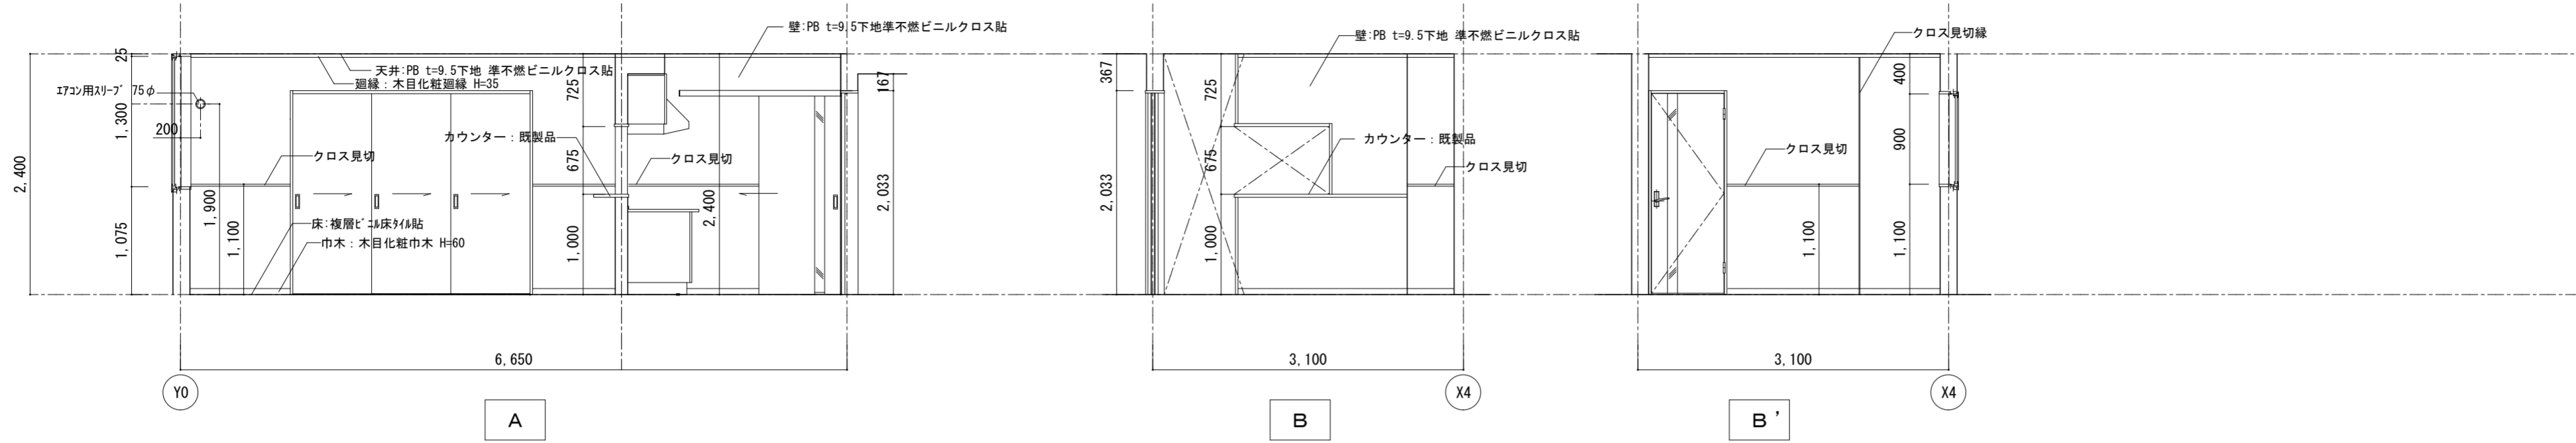 壁:PB t=9.5下地準不燃ビニルクロス貼
天井:PB t=9.5下地 準不燃ビニルクロス貼
廻縁：木目化粧廻縁 H=35
ｴｱｺﾝ用ｽﾘｰﾌﾞ 75φ
25
1,300
200
2,400
1,075
1,900
1,100
クロス見切
床:複層ﾋﾞﾆﾙ床ﾀｲﾙ貼
巾木：木目化粧巾木 H=60
カウンター：既製品
725
675
1,000
クロス見切
2,400
167
2,033
6,650
Y0
A
壁:PB t=9.5下地 準不燃ビニルクロス貼
367
2,033
725
675
1,000
カウンター：既製品
クロス見切
3,100
X4
B
クロス見切縁
クロス見切
400
900
1,100
1,100
3,100
X4
B'